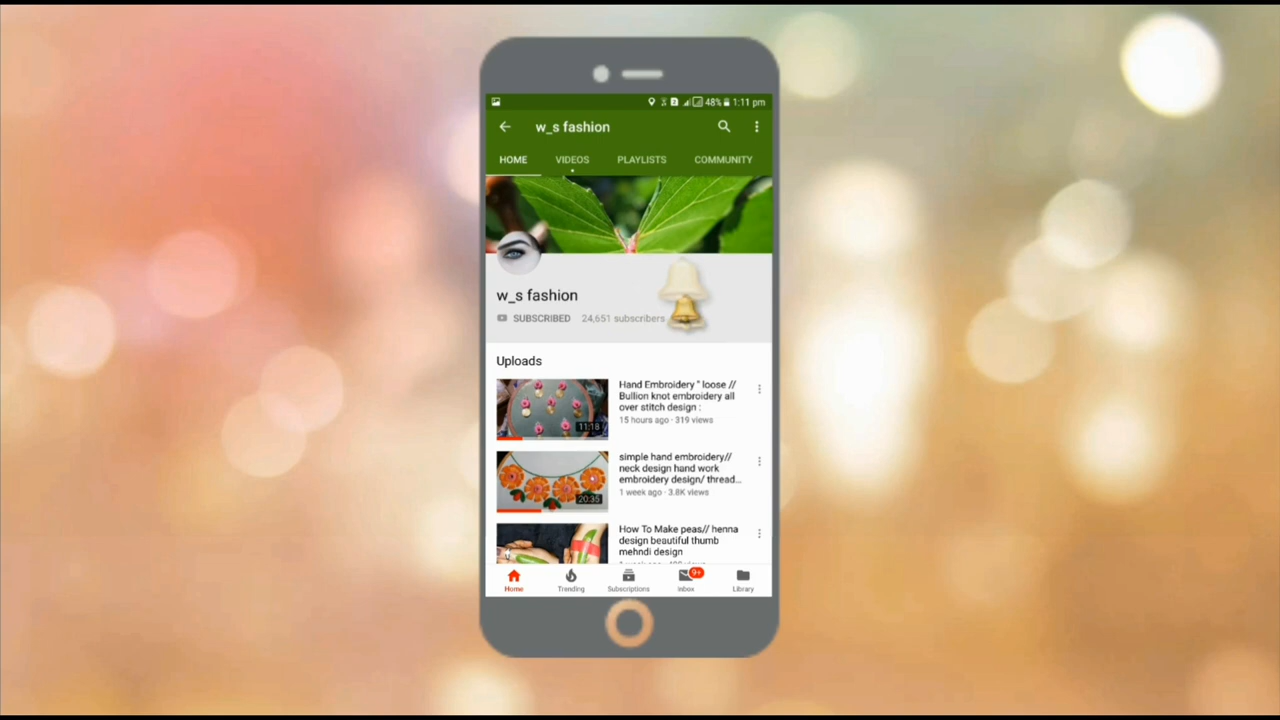 48% 1:11 pm
w_s fashion
HOME VIDEOS PLAYLISTS COMMUNITY
w_s fashion
SUBSCRIBED 24,651 subscribers
Uploads
Hand Embroidery " loose //
Bullion knot embroidery all
over stitch design :
15 hours ago · 319 views
11:18
simple hand embroidery//
neck design hand work
embroidery design/ thread...
1 week ago · 3.8K views
20:35
How To Make peas// henna
design beautiful thumb
mehndi design
Home Trending Subscriptions Inbox 9+ Library